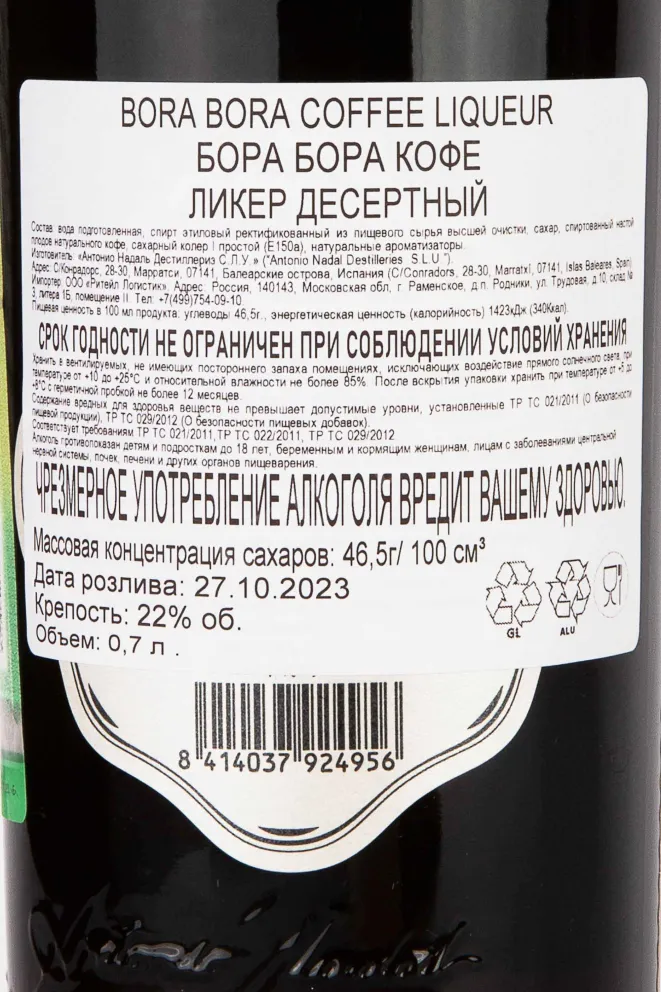 BORA BORA COFFEE LIQUEUR
БОРА БОРА КОФЕ
ЛИКЕР ДЕСЕРТНЫЙ
Состав вода подготовленная, спирт этиловый ректификованный из пищевого сырья высшей очистки, сахар, спиртованный настой
плодов натурального кофе, сахарный колер I простой (Е150а), натуральные ароматизаторы.
Изготовитель: «Антонио Надаль Дестиллериз С.Л.У.» ("Antonio Nadal Destilleries S.L.U.").
Адрес: С/Конрадорс, 28-30, Марратси, 07141, Балеарские острова, Испания (C/Conradors, 28-30, Marratxi, 07141, Islas Baleares, Spain)
Импортер: ООО «Ритейл Логистик», Адрес: Россия, 140143, Московская обл, г. Раменское, д.п. Родники, ул. Трудовая, д.10, склад №
3, литера 1Б, помещение II. Тел: +7(499)754-09-10.
Пищевая ценность в 100 мл продукта: углеводы 46,5г., энергетическая ценность (калорийность) 1423кДж (340Ккал).
СРОК ГОДНОСТИ НЕ ОГРАНИЧЕН ПРИ СОБЛЮДЕНИИ УСЛОВИЙ ХРАНЕНИЯ
Хранить в вентилируемых, не имеющих постороннего запаха помещениях, исключающих воздействие прямого солнечного света, при
температуре от +10 до +25°С и относительной влажности не более 85%. После вскрытия упаковки хранить при температуре от +5 до
+8°С с герметичной пробкой не более 12 месяцев.
Содержание вредных для здоровья веществ не превышает допустимые уровни, установленные ТР ТС 021/2011 (О безопасности
пищевой продукции), ТР ТС 029/2012 (О безопасности пищевых добавок).
Соответствует требованиям ТР ТС 021/2011,ТР ТС 022/2011, ТР ТС 029/2012
Алкоголь противопоказан детям и подросткам до 18 лет, беременным и кормящим женщинам, лицам с заболеваниями центральной
нервной системы, почек, печени и других органов пищеварения.
ЧРЕЗМЕРНОЕ УПОТРЕБЛЕНИЕ АЛКОГОЛЯ ВРЕДИТ ВАШЕМУ ЗДОРОВЬЮ.
Массовая концентрация сахаров: 46,5г/ 100 см³
Дата розлива: 27.10.2023
Крепость: 22% об.
Объем: 0,7 л .
GL ALU
8 414037 924956